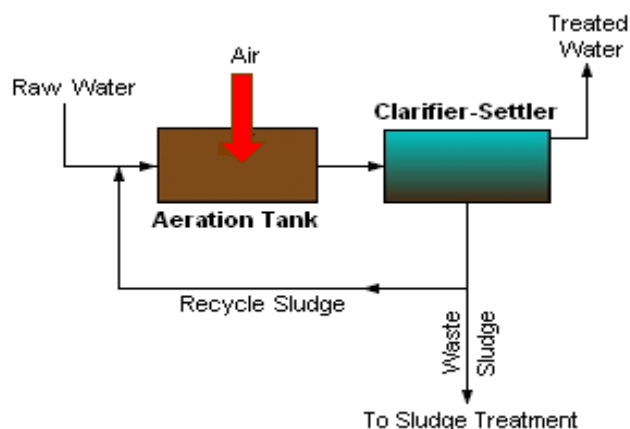 Treated
Water
Air
Raw Water
Clarifier-Settler
Aeration Tank
Recycle Sludge
Waste
Sludge
To Sludge Treatment